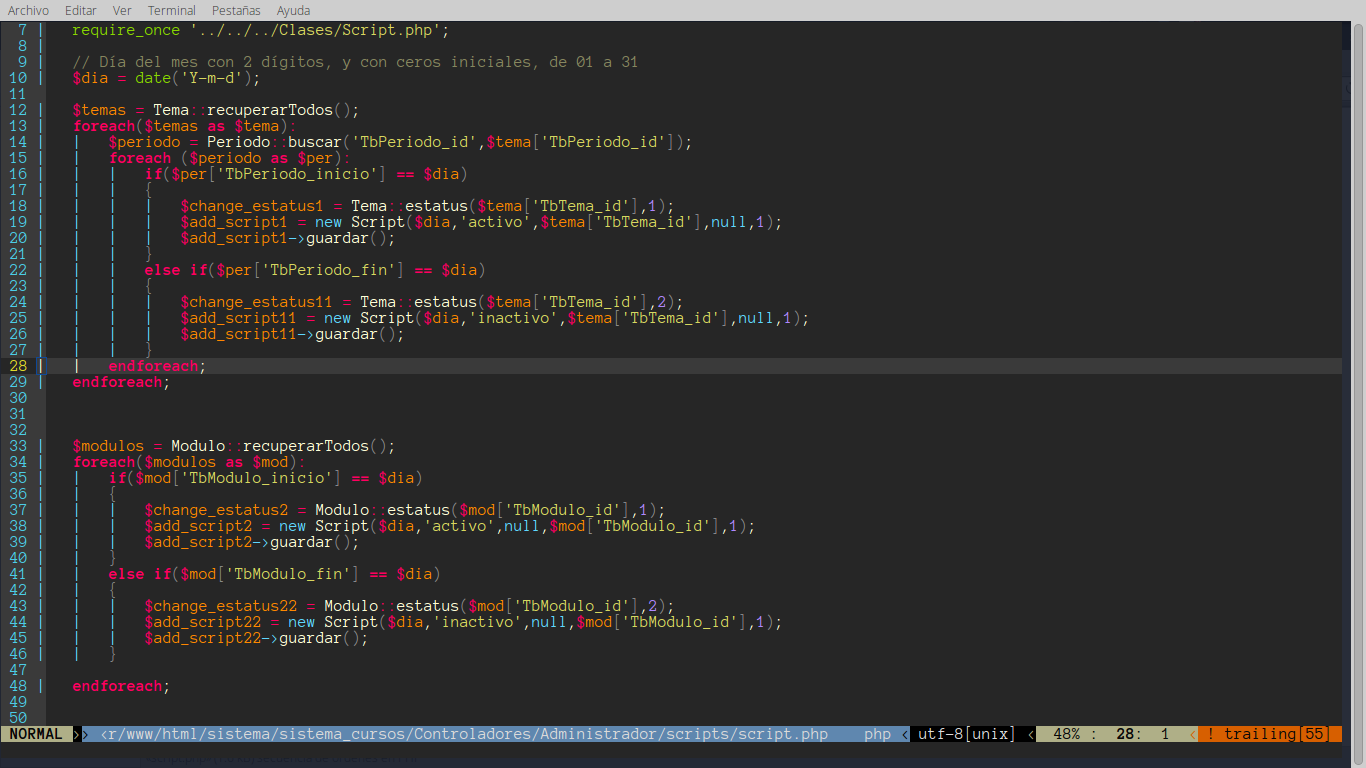 Archivo Editar Ver Terminal Pestañas Ayuda
7 require_once '../../../Clases/Script.php';
8
9 // Día del mes con 2 dígitos, y con ceros iniciales, de 01 a 31
10 $dia = date('Y-m-d');
11
12 $temas = Tema::recuperarTodos();
13 foreach($temas as $tema):
14 $periodo = Periodo::buscar('TbPeriodo_id',$tema['TbPeriodo_id']);
15 foreach ($periodo as $per):
16 if($per['TbPeriodo_inicio'] == $dia)
17 {
18 $change_estatus1 = Tema::estatus($tema['TbTema_id'],1);
19 $add_script1 = new Script($dia,'activo',$tema['TbTema_id'],null,1);
20 $add_script1->guardar();
21 }
22 else if($per['TbPeriodo_fin'] == $dia)
23 {
24 $change_estatus11 = Tema::estatus($tema['TbTema_id'],2);
25 $add_script11 = new Script($dia,'inactivo',$tema['TbTema_id'],null,1);
26 $add_script11->guardar();
27 }
28 endforeach;
29 endforeach;
30
31
32
33 $modulos = Modulo::recuperarTodos();
34 foreach($modulos as $mod):
35 if($mod['TbModulo_inicio'] == $dia)
36 {
37 $change_estatus2 = Modulo::estatus($mod['TbModulo_id'],1);
38 $add_script2 = new Script($dia,'activo',null,$mod['TbModulo_id'],1);
39 $add_script2->guardar();
40 }
41 else if($mod['TbModulo_fin'] == $dia)
42 {
43 $change_estatus22 = Modulo::estatus($mod['TbModulo_id'],2);
44 $add_script22 = new Script($dia,'inactivo',null,$mod['TbModulo_id'],1);
45 $add_script22->guardar();
46 }
47
48 endforeach;
49
50
NORMAL >> <r/www/html/sistema/sistema_cursos/Controladores/Administrador/scripts/script.php php < utf-8[unix] < 48% : 28: 1 < ! trailing[55]